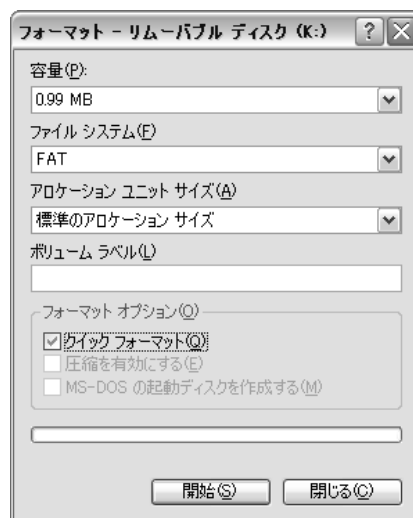 フォーマット - リムーバブル ディスク (K:)
容量(P):
0.99 MB
ファイル システム(F)
FAT
アロケーション ユニット サイズ(A)
標準のアロケーション サイズ
ボリューム ラベル(L)
フォーマット オプション(O)
クイック フォーマット(Q)
圧縮を有効にする(E)
MS-DOS の起動ディスクを作成する(M)
開始(S) 閉じる(C)